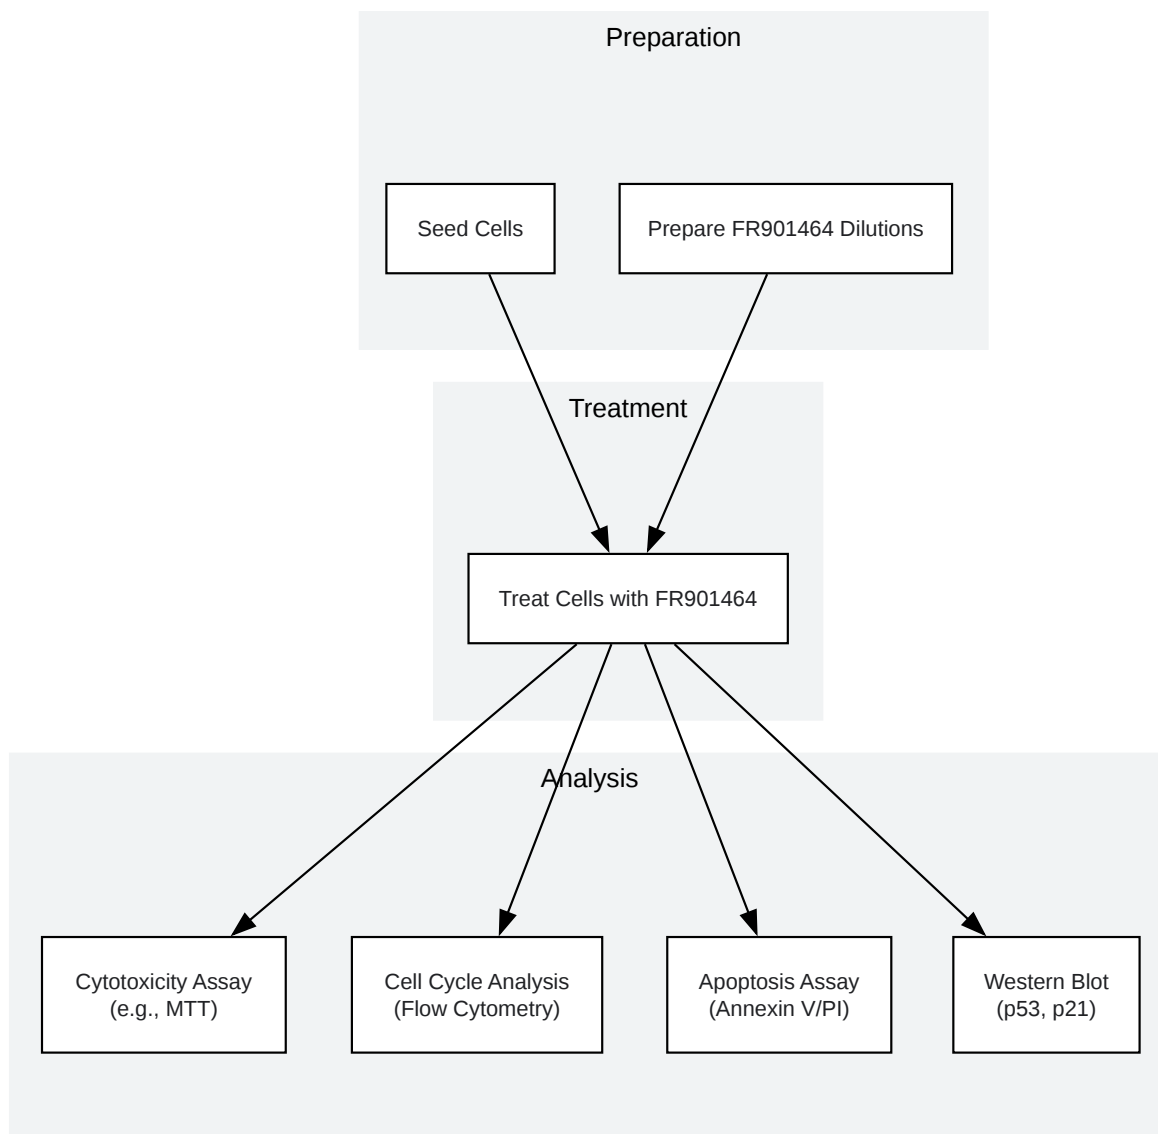 Preparation
Seed Cells
Prepare FR901464 Dilutions
Treatment
Treat Cells with FR901464
Analysis
Cytotoxicity Assay
(e.g., MTT)
Cell Cycle Analysis
(Flow Cytometry)
Apoptosis Assay
(Annexin V/PI)
Western Blot
(p53, p21)